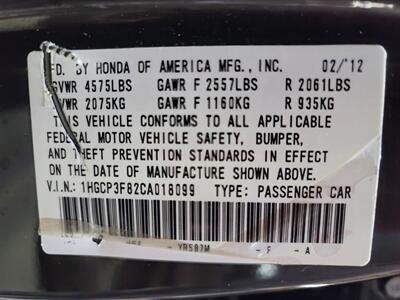 MFD. BY HONDA OF AMERICA MFG., INC. 02/'12
GVWR 4575LBS GAWR F 2557LBS R 2061LBS
GVWR 2075KG GAWR F 1160KG R 935KG
THIS VEHICLE CONFORMS TO ALL APPLICABLE
FEDERAL MOTOR VEHICLE SAFETY, BUMPER,
AND THEFT PREVENTION STANDARDS IN EFFECT
ON THE DATE OF MANUFACTURE SHOWN ABOVE.
V.I.N.: 1HGCP3F82CA018099 TYPE: PASSENGER CAR
YR587M